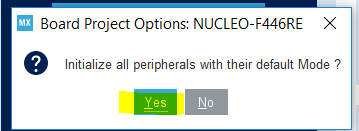 MX Board Project Options: NUCLEO-F446RE
? Initialize all peripherals with their default Mode ?
Yes No